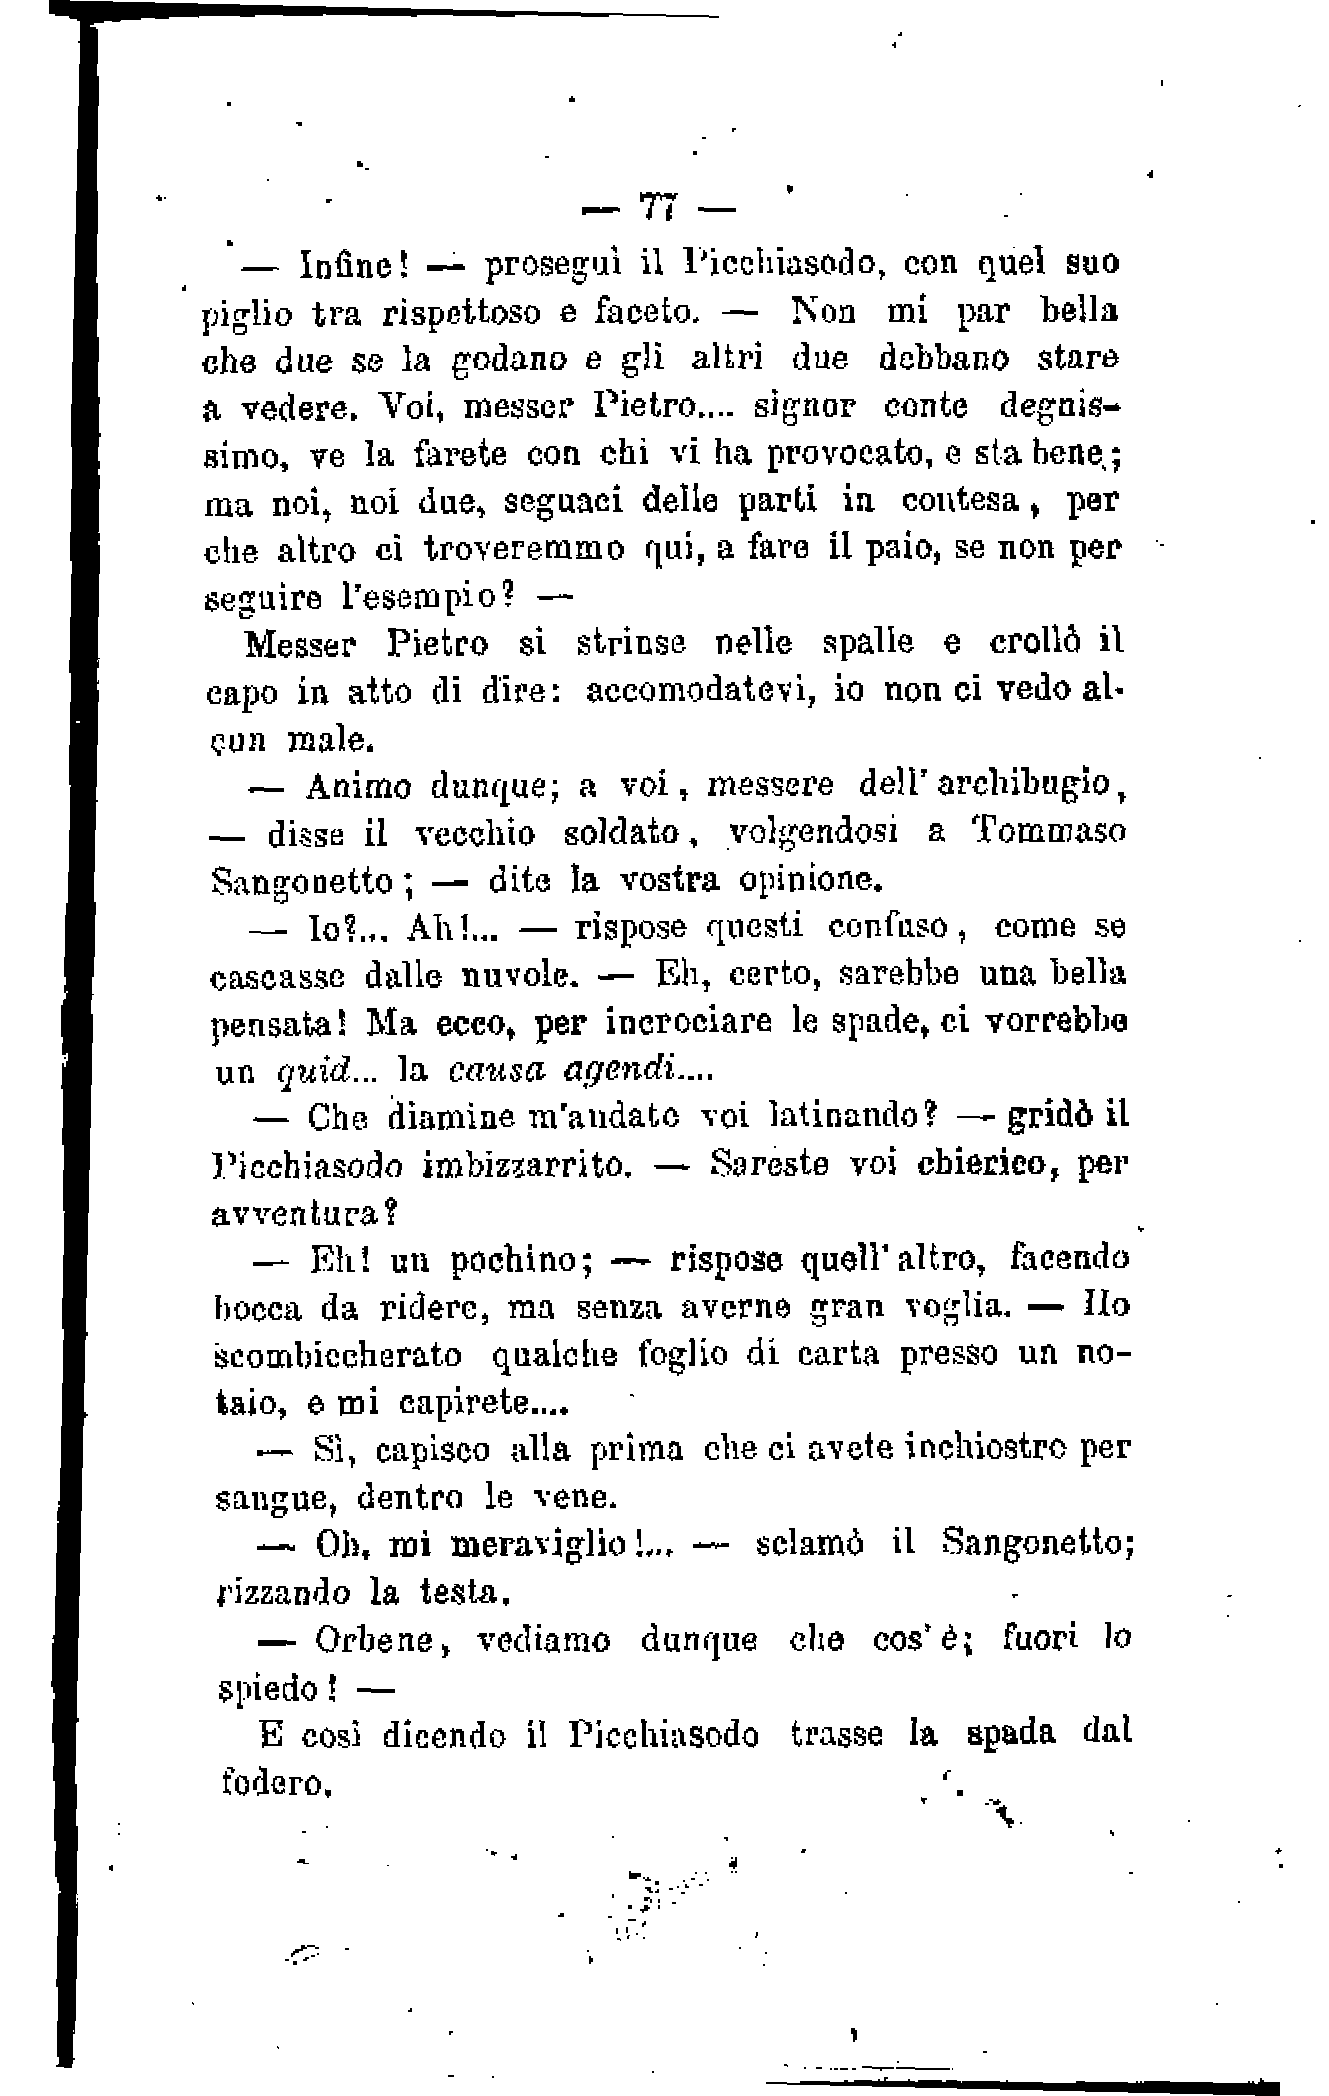 — 77 —
— Infine! — proseguì il Picchiasodo, con quel suo
piglio tra rispettoso e faceto. — Non mi par bella
che due se la godano e gli altri due debbano stare
a vedere. Voi, messer Pietro.... signor conte degnis-
simo, ve la farete con chi vi ha provocato, e sta bene;
ma noi, noi due, seguaci delle parti in contesa, per
che altro ci troveremmo qui, a fare il paio, se non per
seguire l'esempio? —
Messer Pietro si strinse nelle spalle e crollò il
capo in atto di dire: accomodatevi, io non ci vedo al-
cun male.
— Animo dunque; a voi, messere dell'archibugio,
— disse il vecchio soldato, volgendosi a Tommaso
Sangonetto; — dite la vostra opinione.
— Io?... Ah!... — rispose questi confuso, come se
cascasse dalle nuvole. — Eh, certo, sarebbe una bella
pensata! Ma ecco, per incrociare le spade, ci vorrebbe
un quid... la causa agendi....
— Che diamine m'andate voi latinando? — gridò il
Picchiasodo imbizzarrito. — Sareste voi chierico, per
avventura?
— Eh! un pochino; — rispose quell'altro, facendo
bocca da ridere, ma senza averne gran voglia. — Ho
scombiccherato qualche foglio di carta presso un no-
taio, e mi capirete....
— Sì, capisco alla prima che ci avete inchiostro per
sangue, dentro le vene.
— Oh, mi meraviglio!... — sclamò il Sangonetto;
rizzando la testa.
— Orbene, vediamo dunque che cos'è; fuori lo
spiedo! —
E così dicendo il Picchiasodo trasse la spada dal
fodero.